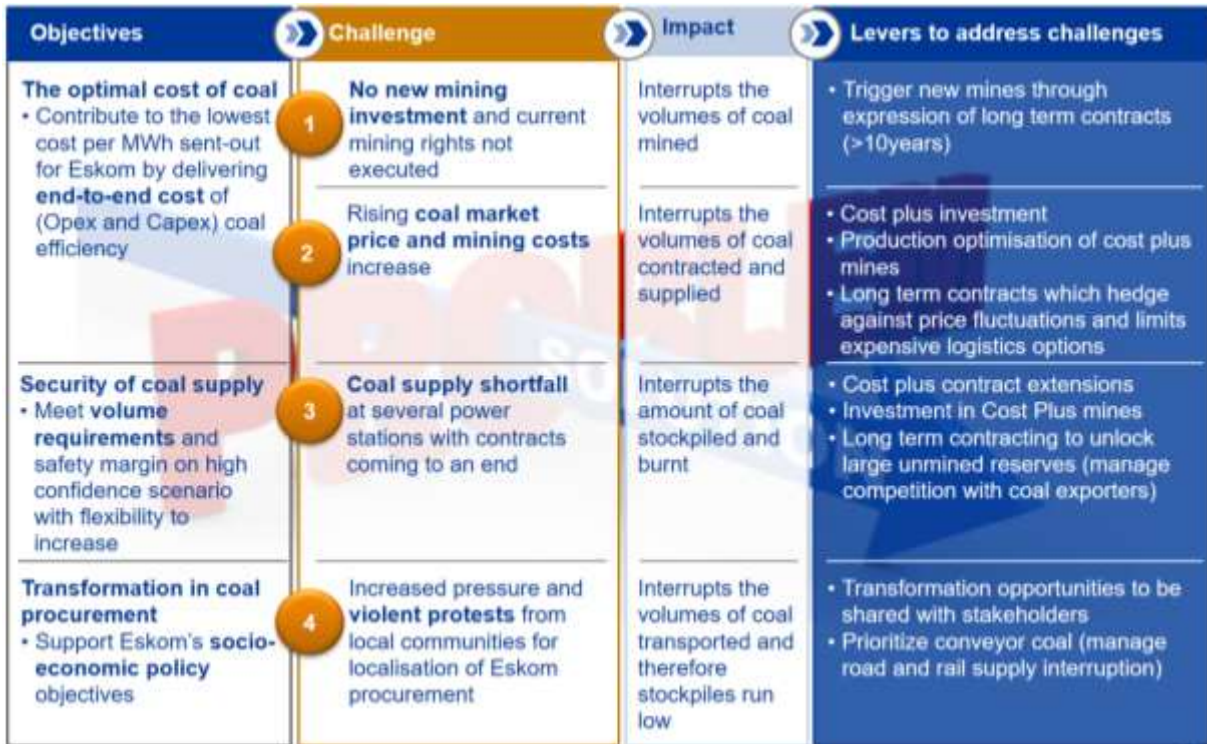 Objectives
Challenge
Impact
Levers to address challenges
The optimal cost of coal
• Contribute to the lowest
cost per MWh sent-out
for Eskom by delivering
end-to-end cost of
(Opex and Capex) coal
efficiency
1
No new mining
investment and current
mining rights not
executed
Interrupts the
volumes of coal
mined
• Trigger new mines through
expression of long term contracts
(>10years)
2
Rising coal market
price and mining costs
increase
Interrupts the
volumes of coal
contracted and
supplied
• Cost plus investment
• Production optimisation of cost plus
mines
• Long term contracts which hedge
against price fluctuations and limits
expensive logistics options
Security of coal supply
• Meet volume
requirements and
safety margin on high
confidence scenario
with flexibility to
increase
3
Coal supply shortfall
at several power
stations with contracts
coming to an end
Interrupts the
amount of coal
stockpiled and
burnt
• Cost plus contract extensions
• Investment in Cost Plus mines
• Long term contracting to unlock
large unmined reserves (manage
competition with coal exporters)
Transformation in coal
procurement
• Support Eskom's socio-
economic policy
objectives
4
Increased pressure and
violent protests from
local communities for
localisation of Eskom
procurement
Interrupts the
volumes of coal
transported and
therefore
stockpiles run
low
• Transformation opportunities to be
shared with stakeholders
• Prioritize conveyor coal (manage
road and rail supply interruption)